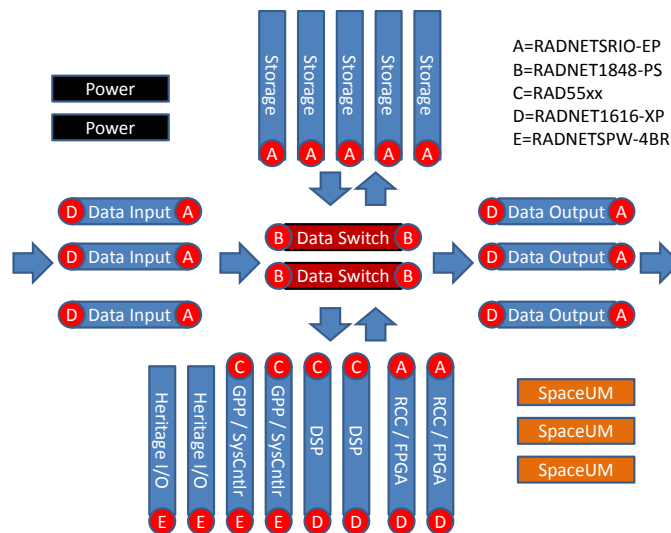 Storage
Storage
Storage
Storage
Storage
A
A
A
A
A
A=RADNETSRIO-EP
B=RADNET1848-PS
C=RAD55xx
D=RADNET1616-XP
E=RADNETSPW-4BR
Power
Power
D Data Input A
D Data Input A
D Data Input A
B Data Switch B
B Data Switch B
D Data Output A
D Data Output A
D Data Output A
Heritage I/O E
Heritage I/O E
C GPP / SysCntlr E
C GPP / SysCntlr E
C DSP D
C DSP D
A RCC / FPGA D
A RCC / FPGA D
SpaceUM
SpaceUM
SpaceUM